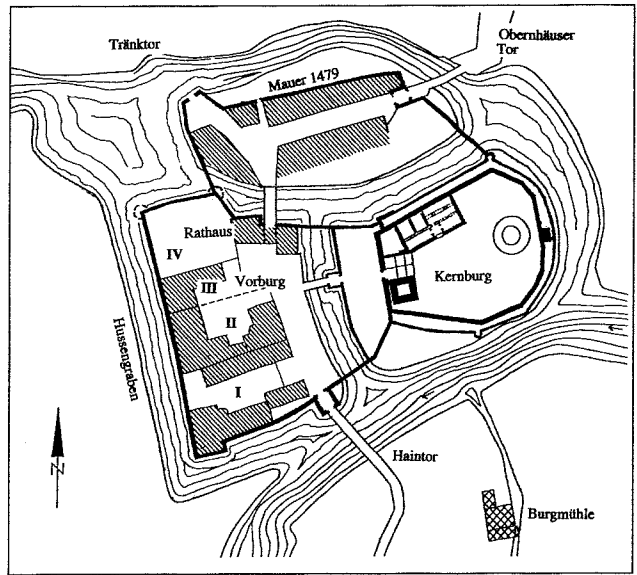 Tränktor
Obernhäuser
Tor
Mauer 1479
Rathaus
IV
III
Vorburg
Kernburg
II
Hussengraben
I
N
Haintor
Burgmühle